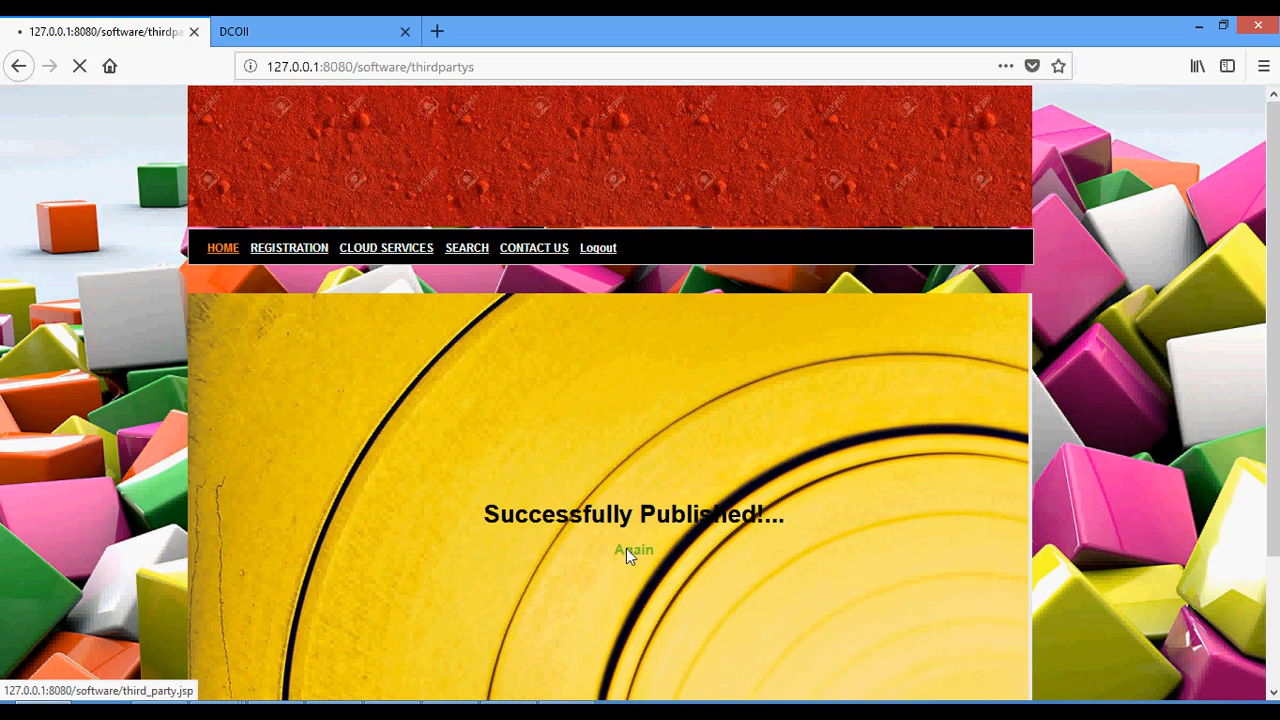 127.0.0.1:8080/software/thirdpa
DCOII
127.0.0.1:8080/software/thirdpartys
HOME REGISTRATION CLOUD SERVICES SEARCH CONTACT US Logout
Successfully Published!...
Again
127.0.0.1:8080/software/third_party.jsp